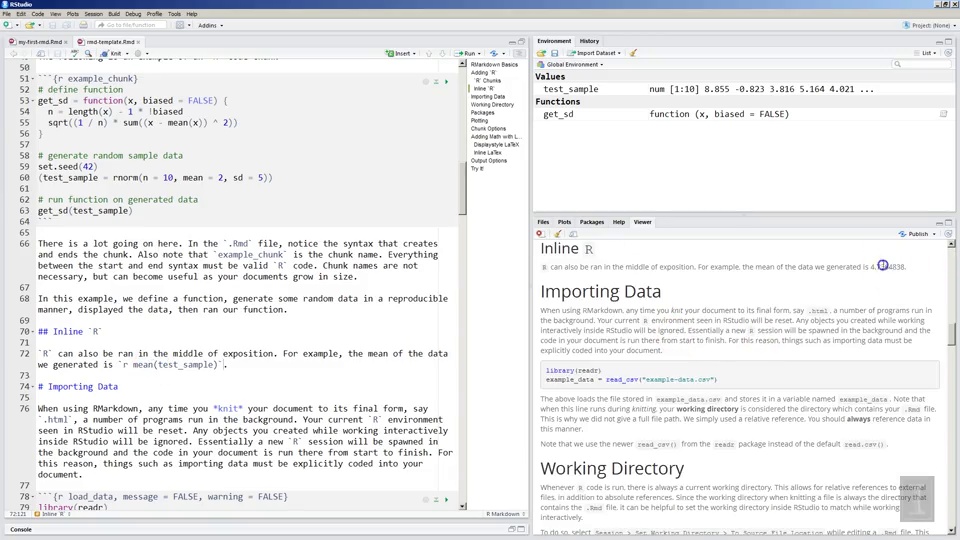 RStudio
File Edit Code View Plots Session Build Debug Profile Tools Help
Go to file/function
Addins
Project: (None)
my-first-rmd.Rmd
rmd-template.Rmd
Knit
Insert
Run
50
51 ```{r example_chunk}
52 # define function
53 get_sd = function(x, biased = FALSE) {
54 n = length(x) - 1 * !biased
55 sqrt((1 / n) * sum((x - mean(x)) ^ 2))
56 }
57
58 # generate random sample data
59 set.seed(42)
60 (test_sample = rnorm(n = 10, mean = 2, sd = 5))
61
62 # run function on generated data
63 get_sd(test_sample)
64 ```
65
66 There is a lot going on here. In the `.Rmd` file, notice the syntax that creates
and ends the chunk. Also note that `example_chunk` is the chunk name. Everything
between the start and end syntax must be valid `R` code. Chunk names are not
necessary, but can become useful as your documents grow in size.
67
68 In this example, we define a function, generate some random data in a reproducible
manner, displayed the data, then ran our function.
69
70 ## Inline `R`
71
72 `R` can also be ran in the middle of exposition. For example, the mean of the data
we generated is `r mean(test_sample)`.
73
74 # Importing Data
75
76 When using RMarkdown, any time you *knit* your document to its final form, say
`.html`, a number of programs run in the background. Your current `R` environment
seen in RStudio will be reset. Any objects you created while working interactively
inside RStudio will be ignored. Essentially a new `R` session will be spawned in
the background and the code in your document is run there from start to finish. For
this reason, things such as importing data must be explicitly coded into your
document.
77
78 ```{r load_data, message = FALSE, warning = FALSE}
79 library(readr)
72:121
Inline `R`
R Markdown
Console
RMarkdown Basics
Adding `R`
`R` Chunks
Inline `R`
Importing Data
Working Directory
Packages
Plotting
Chunk Options
Adding Math with L...
Displaystyle LaTeX
Inline LaTex
Output Options
Try It!
Environment History
Import Dataset
List
Global Environment
Values
test_sample num [1:10] 8.855 -0.823 3.816 5.164 4.021 ...
Functions
get_sd function (x, biased = FALSE)
Files Plots Packages Help Viewer
Publish
Inline R
R can also be ran in the middle of exposition. For example, the mean of the data we generated is
Importing Data
When using RMarkdown, any time you knit your document to its final form, say .html, a number of programs run in
the background. Your current R environment seen in RStudio will be reset. Any objects you created while working
interactively inside RStudio will be ignored. Essentially a new R session will be spawned in the background and the
code in your document is run there from start to finish. For this reason, things such as importing data must be
explicitly coded into your document.
library(readr)
example_data = read_csv("example-data.csv")
The above loads the file stored in example_data.csv and stores it in a variable named example_data. Note that
when this line runs during knitting, your working directory is considered the directory which contains your .Rmd file.
This is why we did not give a full file path. We simply used a relative reference. You should always reference data in
this manner.
Note that we use the newer read_csv() from the readr package instead of the default read.csv().
Working Directory
Whenever R code is run, there is always a current working directory. This allows for relative references to external
files, in addition to absolute references. Since the working directory when knitting a file is always the directory that
contains the .Rmd file, it can be helpful to set the working directory inside RStudio to match while working
interactively.
To do so, select Session > Set Working Directory > To Source File Location while editing a .Rmd file. This